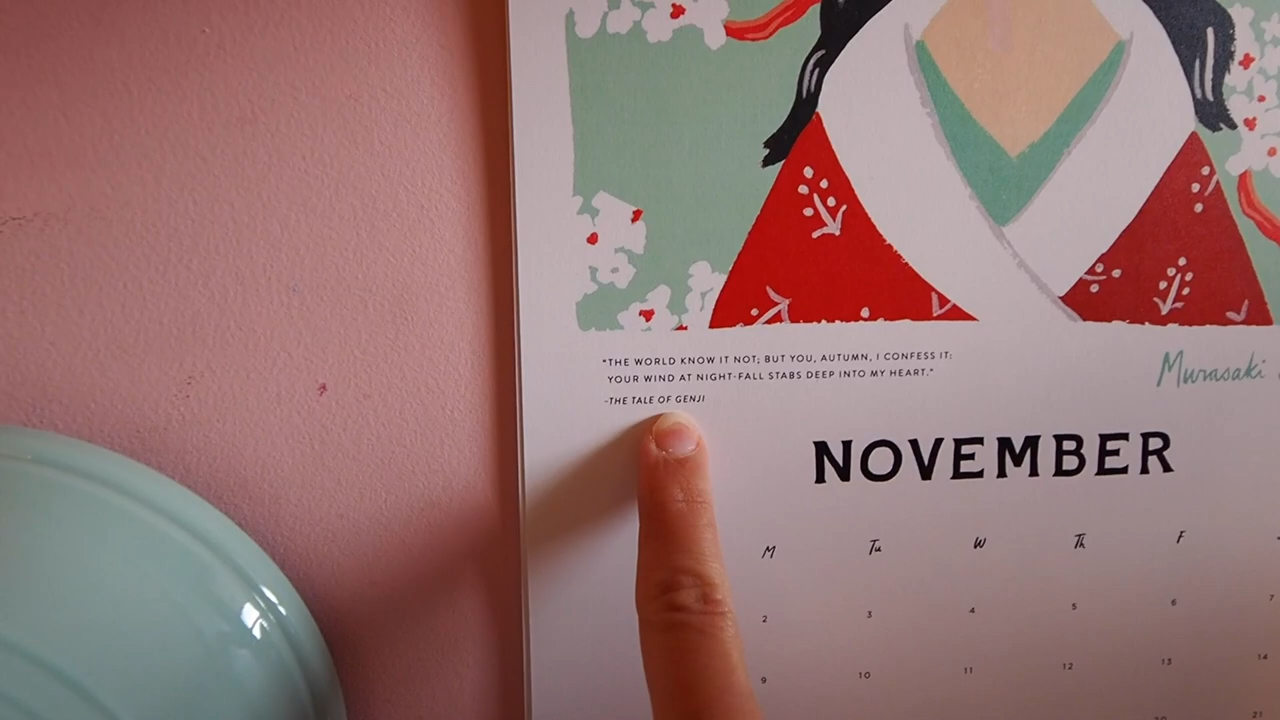 "THE WORLD KNOW IT NOT; BUT YOU, AUTUMN, I CONFESS IT:
YOUR WIND AT NIGHT-FALL STABS DEEP INTO MY HEART."
-THE TALE OF GENJI
Murasaki
NOVEMBER
M Tu W Th F
2 3 4 5 6 7
9 10 11 12 13 14
21